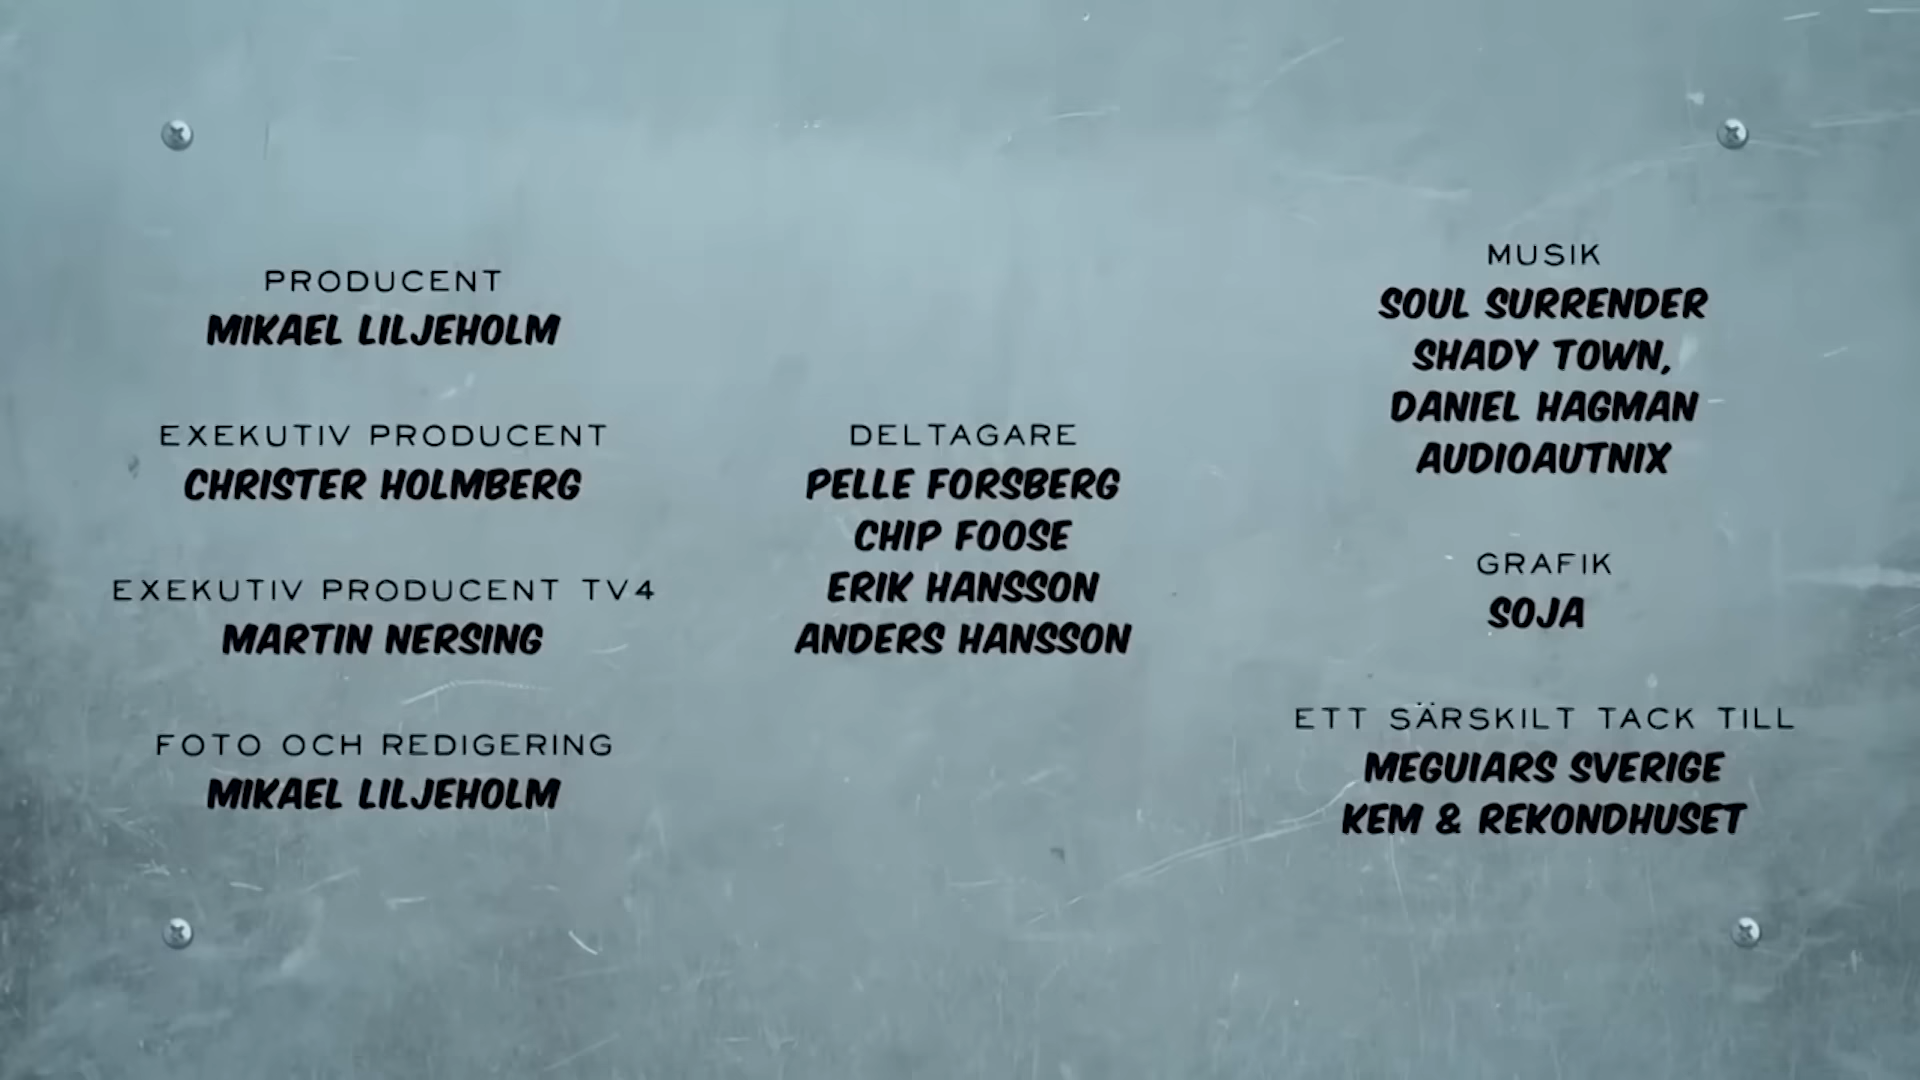 PRODUCENT
MIKAEL LILJEHOLM
EXEKUTIV PRODUCENT
CHRISTER HOLMBERG
EXEKUTIV PRODUCENT TV4
MARTIN NERSING
FOTO OCH REDIGERING
MIKAEL LILJEHOLM
DELTAGARE
PELLE FORSBERG
CHIP FOOSE
ERIK HANSSON
ANDERS HANSSON
MUSIK
SOUL SURRENDER
SHADY TOWN,
DANIEL HAGMAN
AUDIOAUTNIX
GRAFIK
SOJA
ETT SÄRSKILT TACK TILL
MEGUIARS SVERIGE
KEM & REKONDHUSET